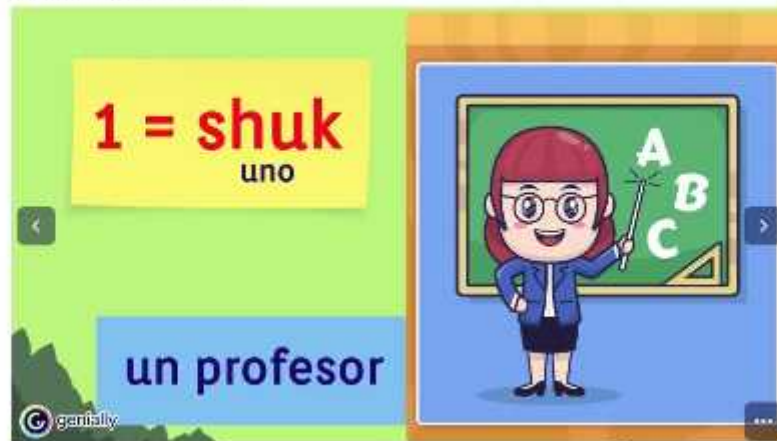 1 = shuk
uno
un profesor
genially
A
B
C